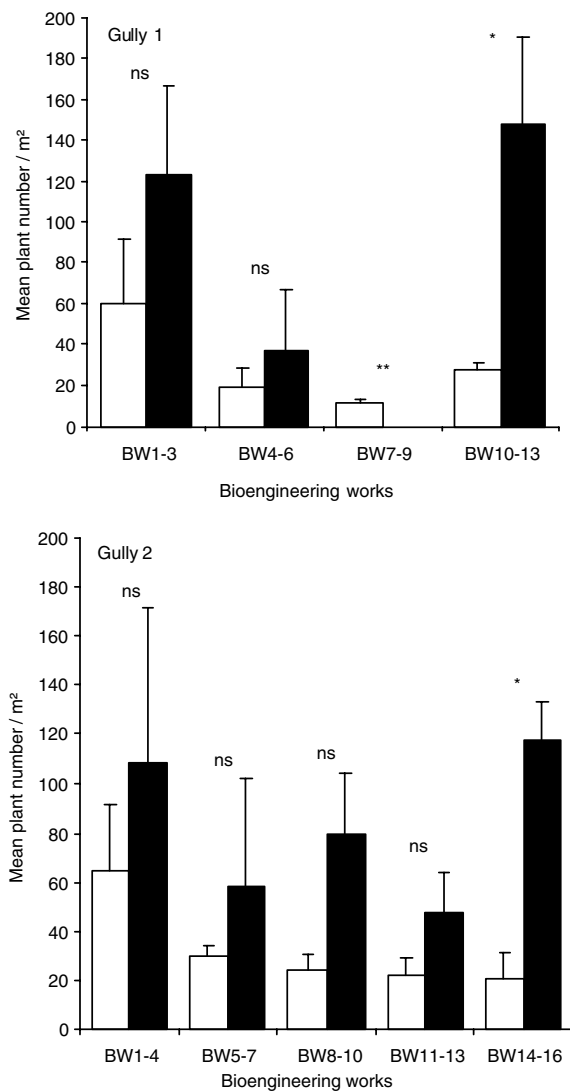 Gully 1
200
180
160
140
120
100
80
60
40
20
0
Mean plant number / m²
ns
ns
**
*
BW1-3 BW4-6 BW7-9 BW10-13
Bioengineering works
Gully 2
200
180
160
140
120
100
80
60
40
20
0
Mean plant number / m²
ns
ns
ns
ns
*
BW1-4 BW5-7 BW8-10 BW11-13 BW14-16
Bioengineering works